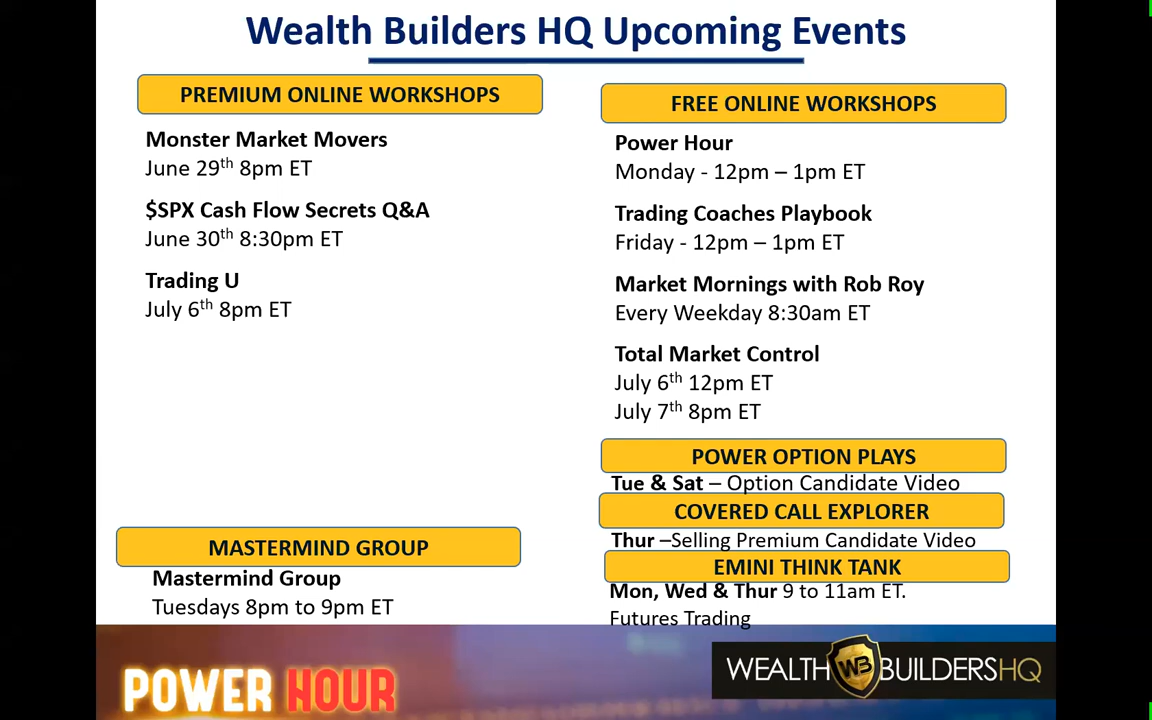 Wealth Builders HQ Upcoming Events
PREMIUM ONLINE WORKSHOPS
Monster Market Movers
June 29th 8pm ET
$SPX Cash Flow Secrets Q&A
June 30th 8:30pm ET
Trading U
July 6th 8pm ET
MASTERMIND GROUP
Mastermind Group
Tuesdays 8pm to 9pm ET
FREE ONLINE WORKSHOPS
Power Hour
Monday - 12pm – 1pm ET
Trading Coaches Playbook
Friday - 12pm – 1pm ET
Market Mornings with Rob Roy
Every Weekday 8:30am ET
Total Market Control
July 6th 12pm ET
July 7th 8pm ET
POWER OPTION PLAYS
Tue & Sat – Option Candidate Video
COVERED CALL EXPLORER
Thur –Selling Premium Candidate Video
EMINI THINK TANK
Mon, Wed & Thur 9 to 11am ET.
Futures Trading
POWER HOUR
WEALTH WB BUILDERSHQ